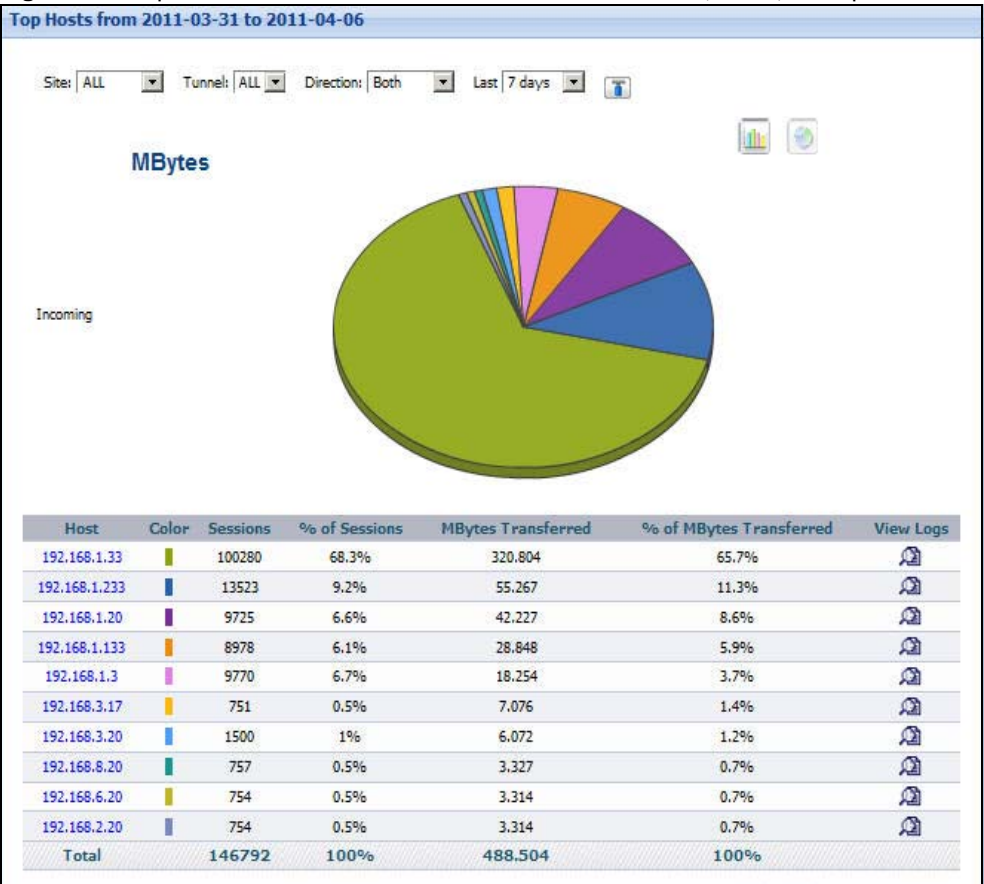 Top Hosts from 2011-03-31 to 2011-04-06
Site: ALL Tunnel: ALL Direction: Both Last 7 days
MBytes
Incoming
Host Color Sessions % of Sessions MBytes Transferred % of MBytes Transferred View Logs
192.168.1.33 100280 68.3% 320.804 65.7%
192.168.1.233 13523 9.2% 55.267 11.3%
192.168.1.20 9725 6.6% 42.227 8.6%
192.168.1.133 8978 6.1% 28.848 5.9%
192.168.1.3 9770 6.7% 18.254 3.7%
192.168.3.17 751 0.5% 7.076 1.4%
192.168.3.20 1500 1% 6.072 1.2%
192.168.8.20 757 0.5% 3.327 0.7%
192.168.6.20 754 0.5% 3.314 0.7%
192.168.2.20 754 0.5% 3.314 0.7%
Total 146792 100% 488.504 100%